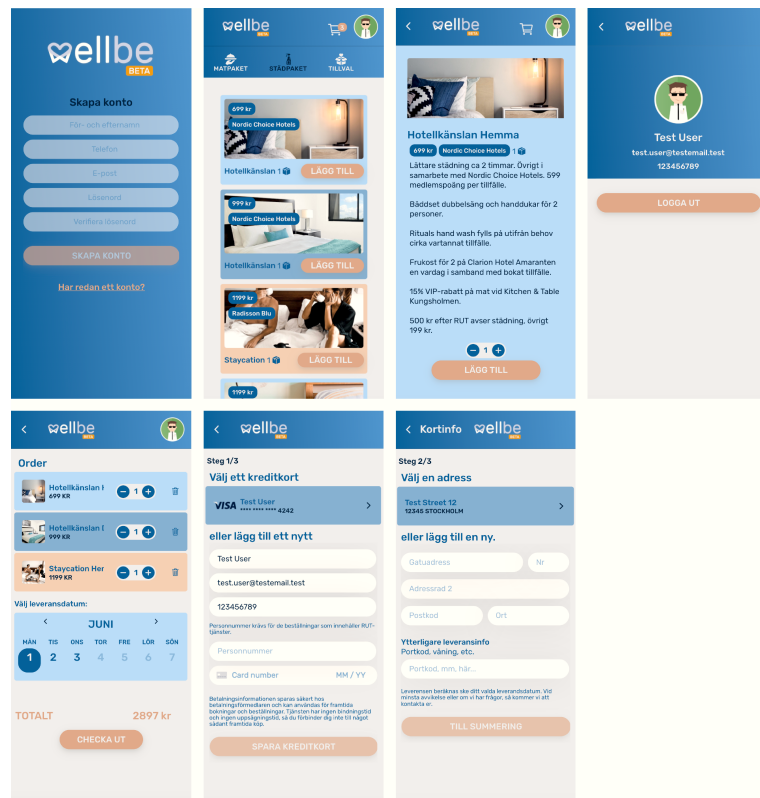 wellbe
BETA
Skapa konto
För- och efternamn
Telefon
E-post
Lösenord
Verifiera lösenord
SKAPA KONTO
Har redan ett konto?
wellbe
BETA
3
MATPAKET
STÄDPAKET
TILLVAL
699 kr
Nordic Choice Hotels
Hotellkänslan 1
LÄGG TILL
999 kr
Nordic Choice Hotels
Hotellkänslan 1
LÄGG TILL
1199 kr
Radisson Blu
Staycation 1
LÄGG TILL
1199 kr
wellbe
BETA
Hotellkänslan Hemma
699 kr Nordic Choice Hotels 1
Lättare städning ca 2 timmar. Övrigt i
samarbete med Nordic Choice Hotels. 599
medlemspoäng per tillfälle.
Bäddset dubbelsäng och handdukar för 2
personer.
Rituals hand wash fylls på utifrån behov
cirka vartannat tillfälle.
Frukost för 2 på Clarion Hotel Amaranten
en vardag i samband med bokat tillfälle.
15% VIP-rabatt på mat vid Kitchen & Table
Kungsholmen.
500 kr efter RUT avser städning, övrigt
199 kr.
1
LÄGG TILL
wellbe
BETA
Test User
test.user@testemail.test
123456789
LOGGA UT
wellbe
BETA
Order
Hotellkänslan H
699 KR
1
Hotellkänslan D
999 KR
1
Staycation Her
1199 KR
1
Välj leveransdatum:
JUNI
MÅN TIS ONS TOR FRE LÖR SÖN
1 2 3 4 5 6 7
TOTALT 2897 kr
CHECKA UT
wellbe
BETA
Steg 1/3
Välj ett kreditkort
VISA
Test User
**** **** **** 4242
eller lägg till ett nytt
Test User
test.user@testemail.test
123456789
Personnummer krävs för de beställningar som innehåller RUT-
tjänster.
Personnummer
Card number MM / YY
Betalningsinformationen sparas säkert hos
betalningsförmedlaren och kan användas för framtida
bokningar och beställningar. Tjänsten har ingen bindningstid
och ingen uppsägningstid, så du förbinder dig inte till något
sådant framtida köp.
SPARA KREDITKORT
Kortinfo
wellbe
BETA
Steg 2/3
Välj en adress
Test Street 12
12345 STOCKHOLM
eller lägg till en ny.
Gatuadress Nr
Adressrad 2
Postkod Ort
Ytterligare leveransinfo
Portkod, våning, etc.
Portkod, mm, här...
Leveransen beräknas ske ditt valda leverandsdatum. Vid
minsta avvikelse eller om vi har frågor, så kommer vi att
kontakta er.
TILL SUMMERING